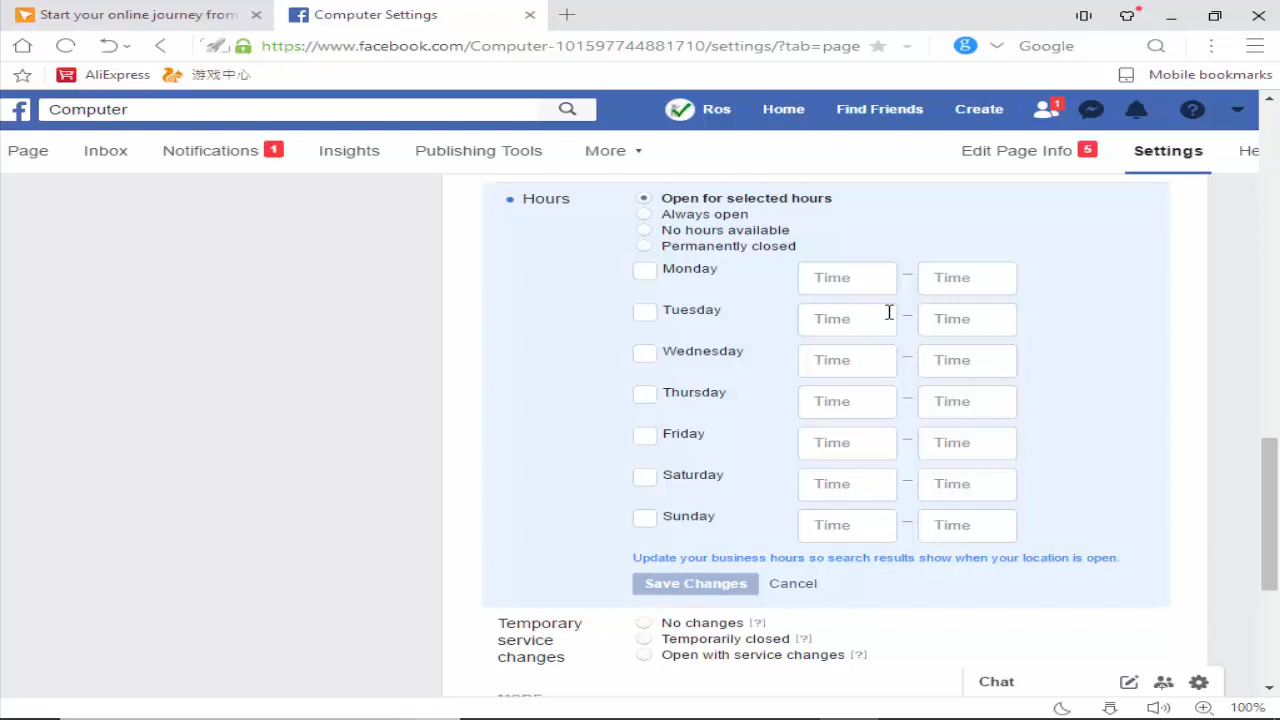 Start your online journey from
Computer Settings
https://www.facebook.com/Computer-101597744881710/settings/?tab=page
Google
AliExpress
游戏中心
Mobile bookmarks
Computer
Ros
Home
Find Friends
Create
1
Page
Inbox
Notifications 1
Insights
Publishing Tools
More
Edit Page Info 5
Settings
He
Hours
Open for selected hours
Always open
No hours available
Permanently closed
Monday Time – Time
Tuesday Time – Time
Wednesday Time – Time
Thursday Time – Time
Friday Time – Time
Saturday Time – Time
Sunday Time – Time
Update your business hours so search results show when your location is open.
Save Changes Cancel
Temporary
service
changes
No changes [?]
Temporarily closed [?]
Open with service changes [?]
MORE
Chat
100%